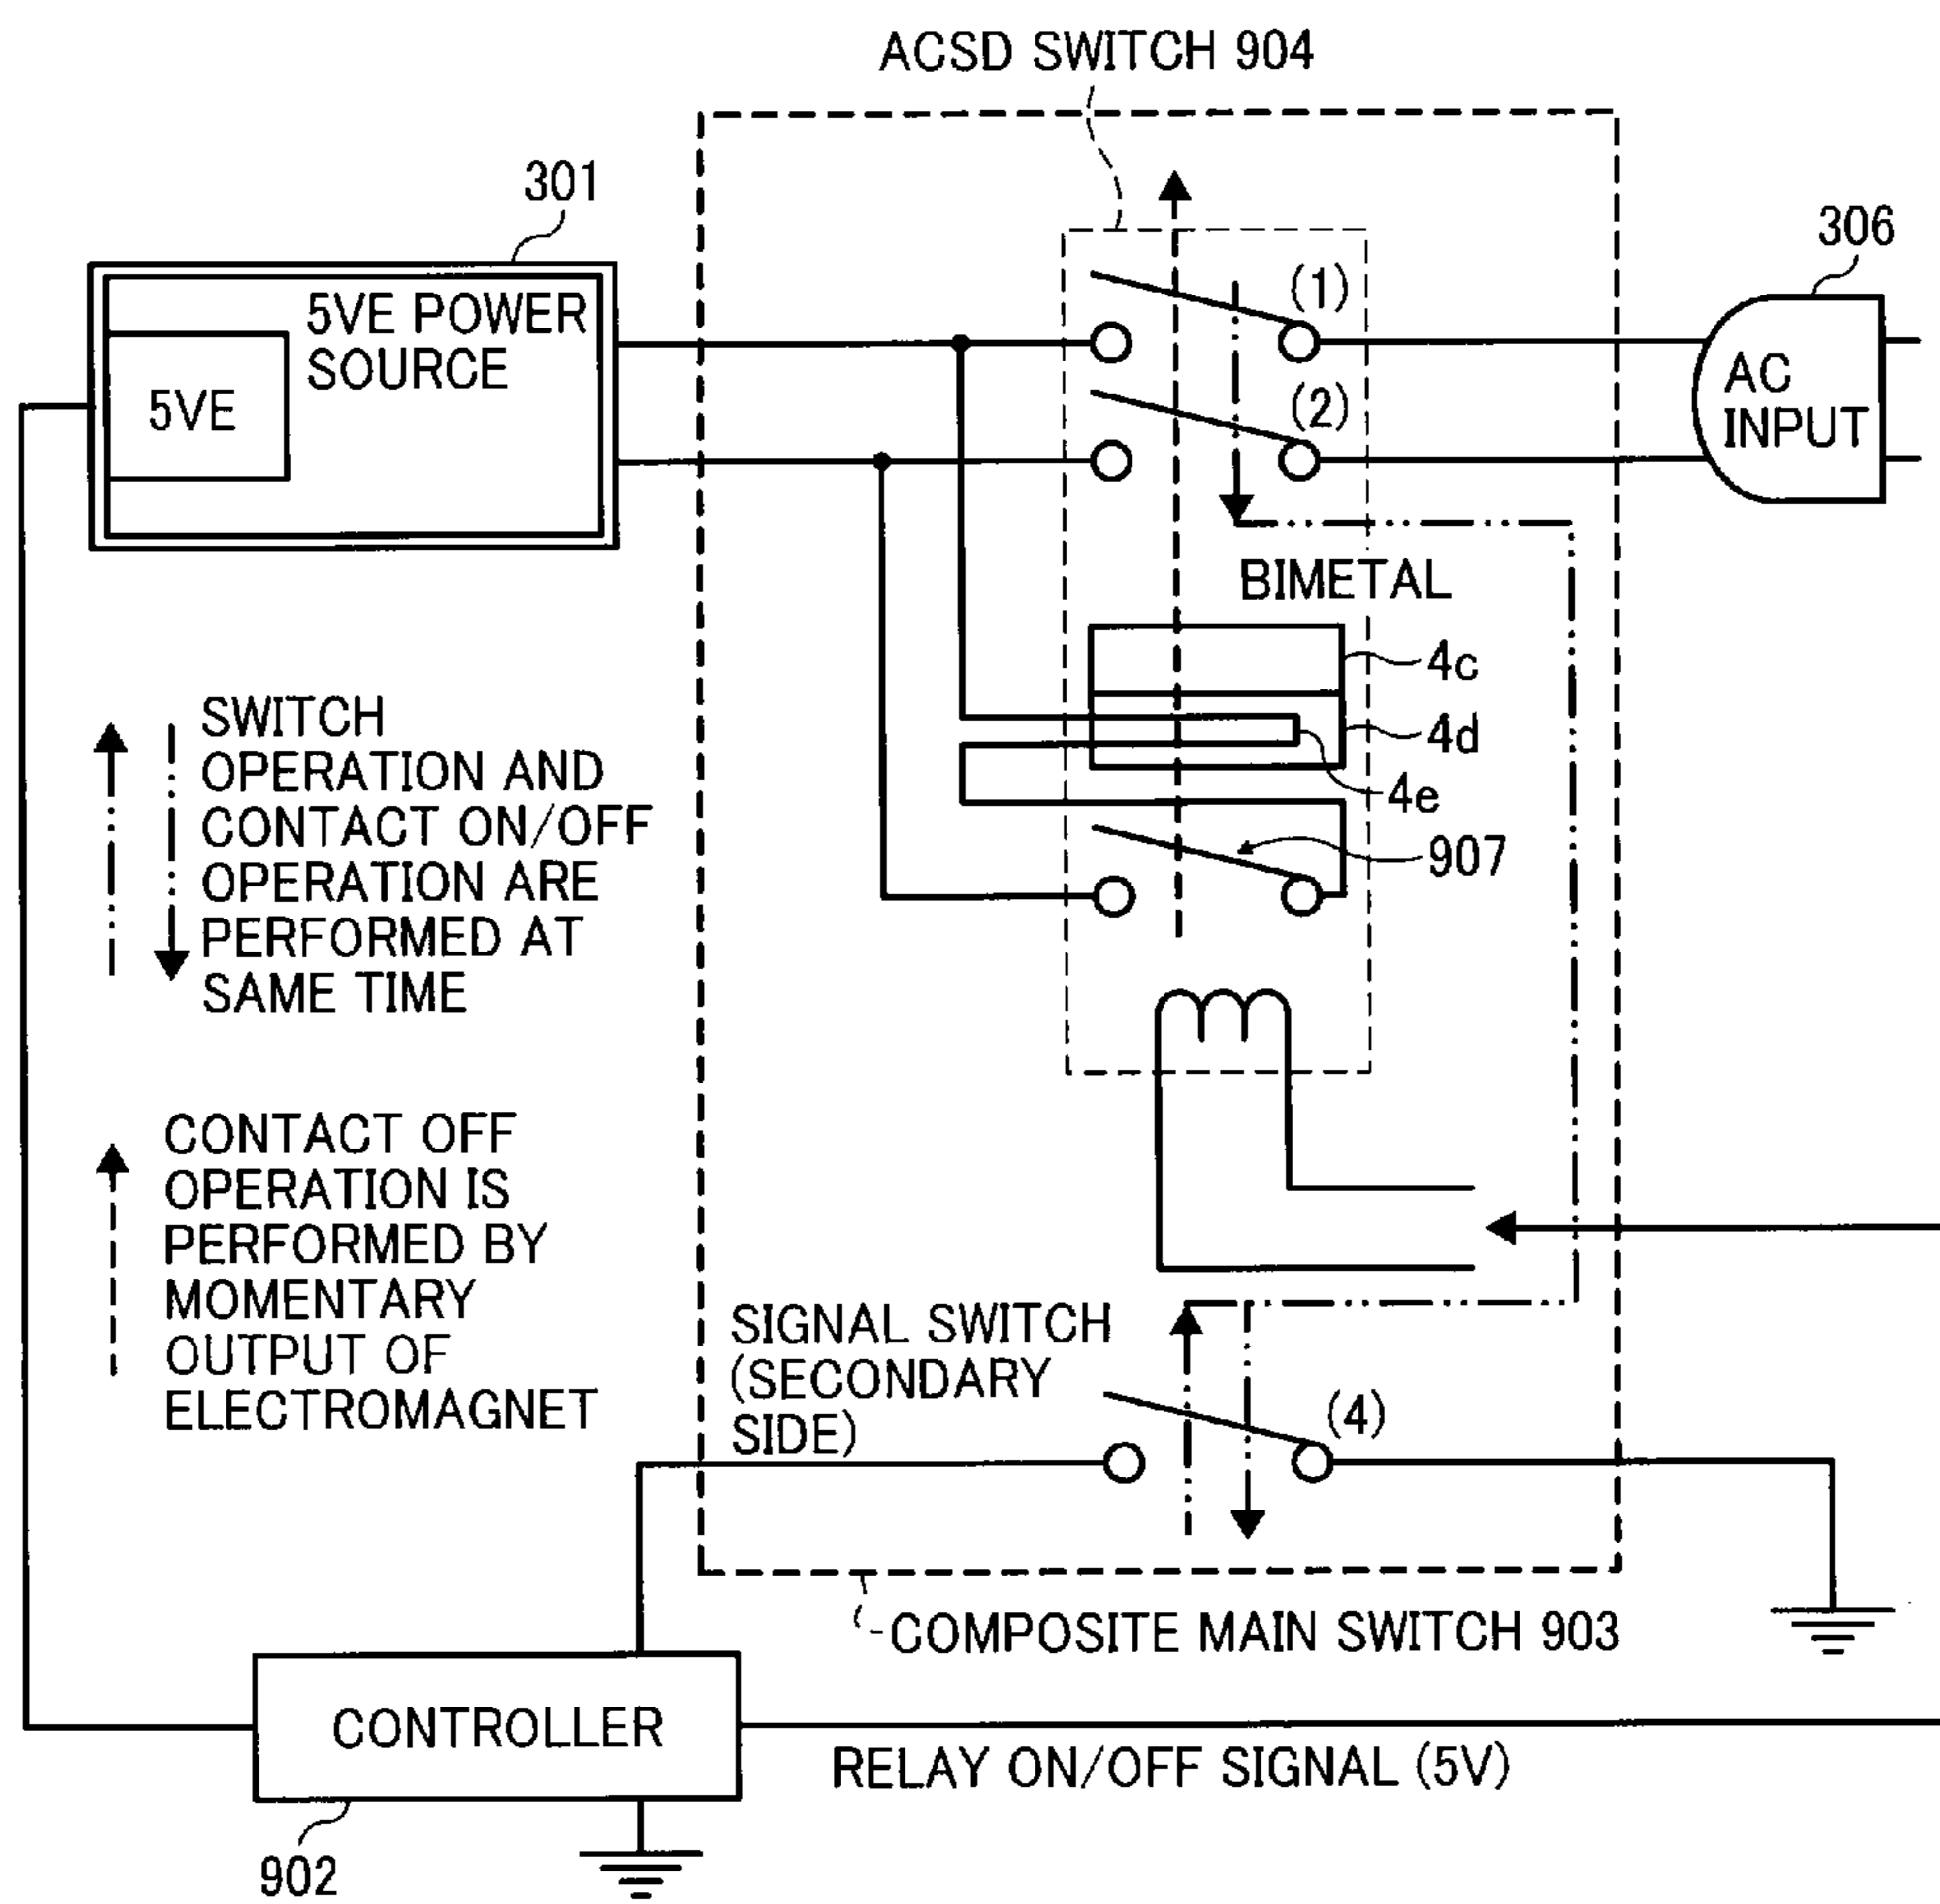 ACSD SWITCH 904
301
306
5VE POWER
SOURCE
5VE
(1)
(2)
AC
INPUT
BIMETAL
4c
4d
4e
907
SWITCH
OPERATION AND
CONTACT ON/OFF
OPERATION ARE
PERFORMED AT
SAME TIME
CONTACT OFF
OPERATION IS
PERFORMED BY
MOMENTARY
OUTPUT OF
ELECTROMAGNET
SIGNAL SWITCH
(SECONDARY
SIDE)
(4)
COMPOSITE MAIN SWITCH 903
CONTROLLER
RELAY ON/OFF SIGNAL (5V)
902